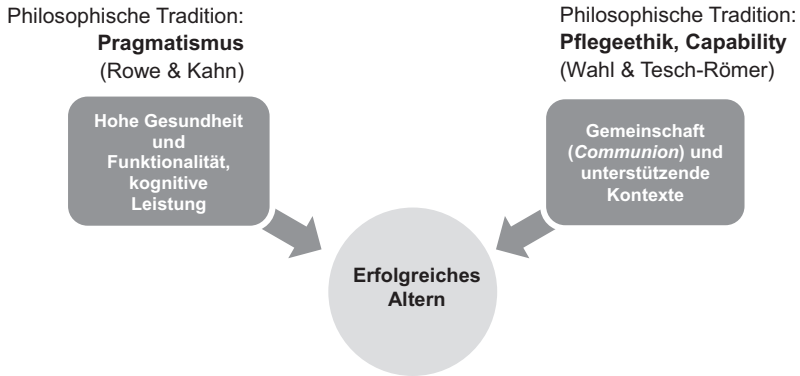 Philosophische Tradition:
Pragmatismus
(Rowe & Kahn)
Hohe Gesundheit
und
Funktionalität,
kognitive
Leistung
Philosophische Tradition:
Pflegeethik, Capability
(Wahl & Tesch-Römer)
Gemeinschaft
(Communion) und
unterstützende
Kontexte
Erfolgreiches
Altern